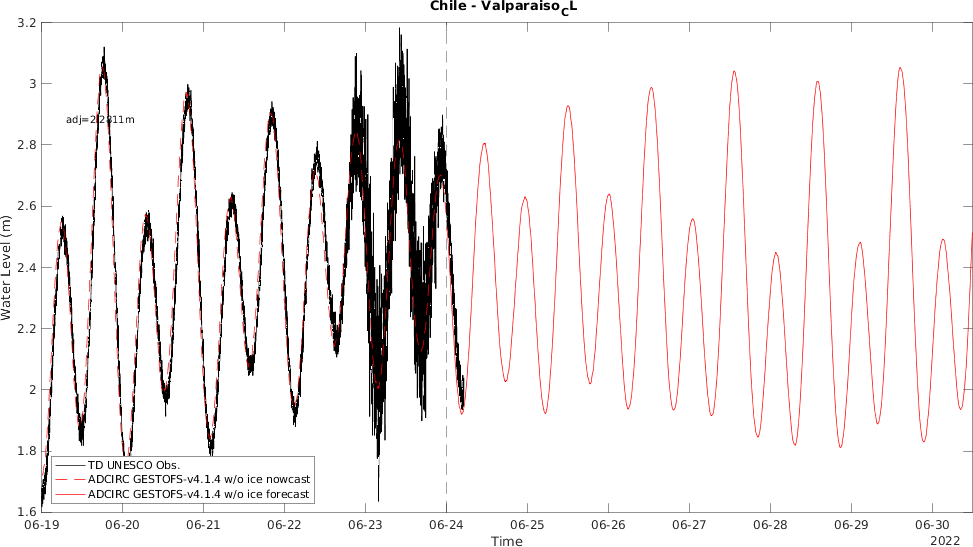 Chile - Valparaiso_CL
3.2
3
2.8
2.6
2.4
2.2
2
1.8
1.6
Water Level (m)
adj=2.2811m
TD UNESCO Obs.
ADCIRC GESTOFS-v4.1.4 w/o ice nowcast
ADCIRC GESTOFS-v4.1.4 w/o ice forecast
06-19 06-20 06-21 06-22 06-23 06-24 06-25 06-26 06-27 06-28 06-29 06-30
Time
2022